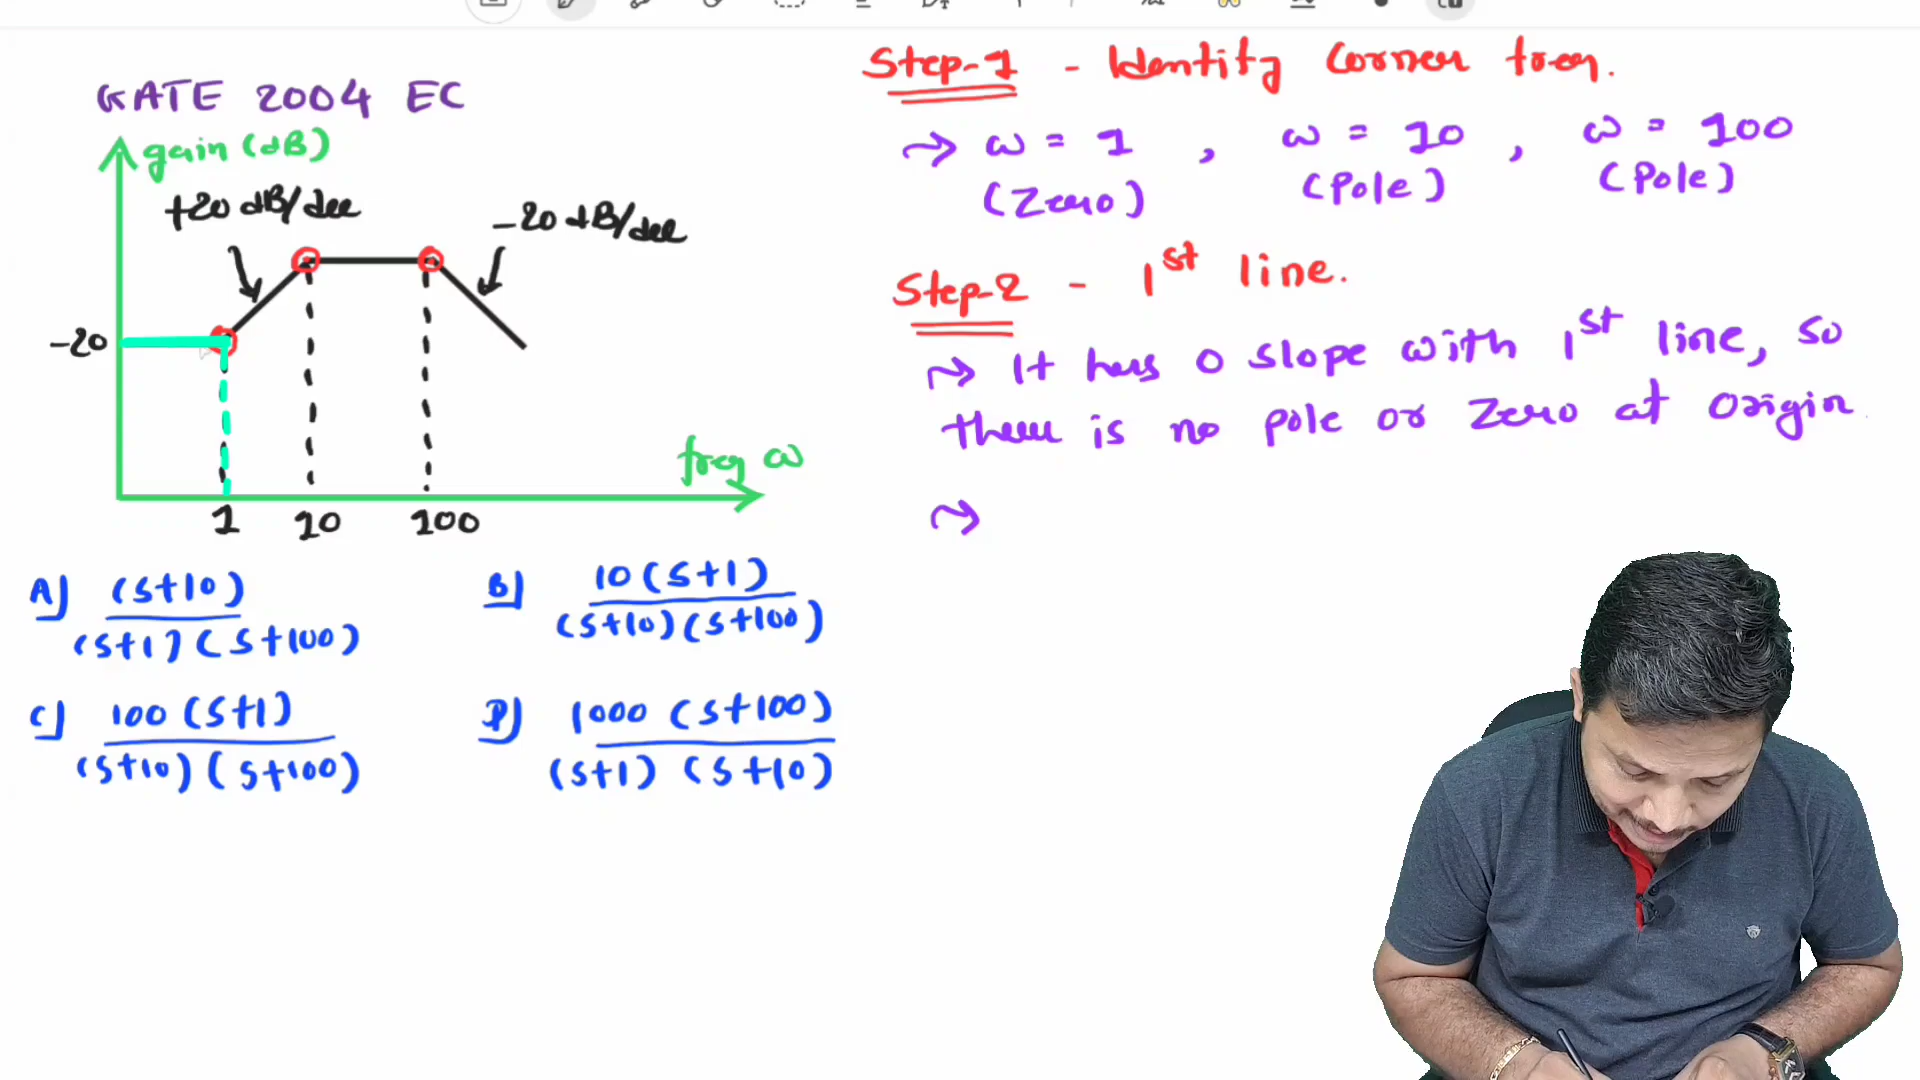 GATE 2004 EC
gain (dB)
+20 dB/dec
-20 dB/dec
-20
freq ω
1 10 100
A) (s+10)
(s+1) (s+100)
B) 10 (s+1)
(s+10) (s+100)
C) 100 (s+1)
(s+10) (s+100)
D) 1000 (s+100)
(s+1) (s+10)
Step-1 - Identity Corner freq.
→ ω = 1 , ω = 10 , ω = 100
(Zero) (Pole) (Pole)
Step-2 - 1st line.
→ It has 0 slope with 1st line, so
there is no pole or zero at origin.
→